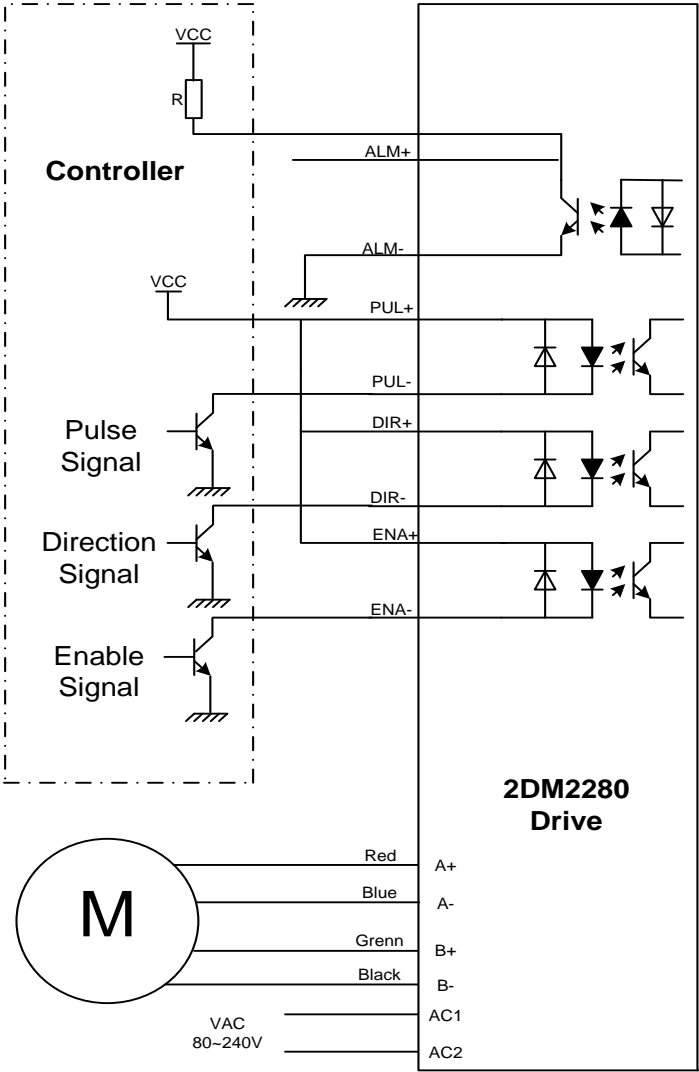 VCC
R
Controller
ALM+
ALM-
VCC
PUL+
PUL-
Pulse
Signal
DIR+
DIR-
Direction
Signal
ENA+
ENA-
Enable
Signal
2DM2280
Drive
M
Red
A+
Blue
A-
Grenn
B+
Black
B-
VAC
80~240V
AC1
AC2